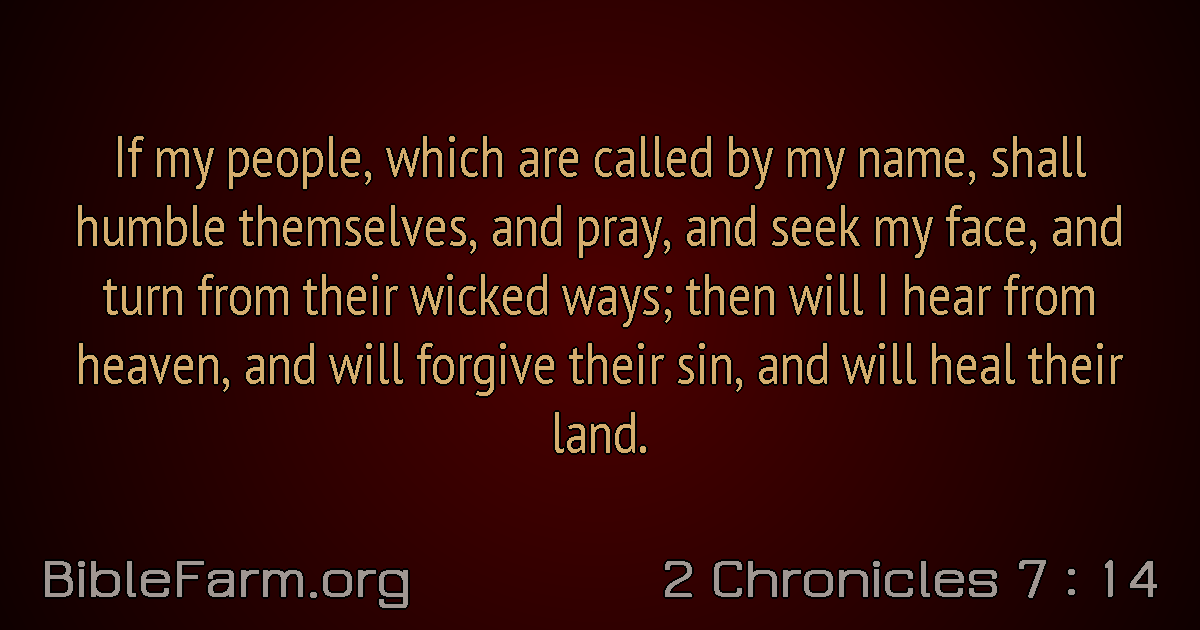 If my people, which are called by my name, shall
humble themselves, and pray, and seek my face, and
turn from their wicked ways; then will I hear from
heaven, and will forgive their sin, and will heal their
land.
BibleFarm.org
2 Chronicles 7 : 14